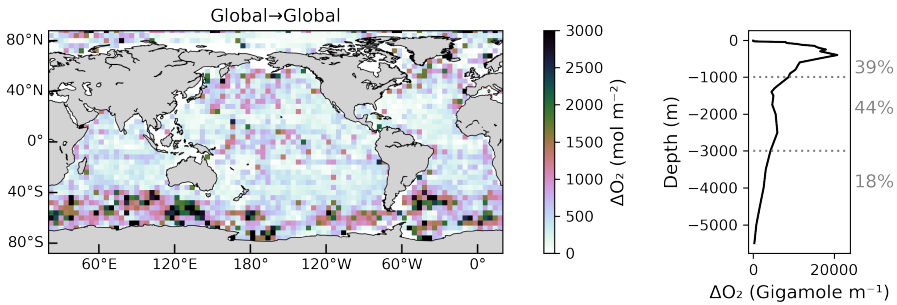 Global→Global
80°N
40°N
0°
40°S
80°S
60°E
120°E
180°
120°W
60°W
0°
3000
2500
2000
1500
1000
500
0
ΔO₂ (mol m⁻²)
Depth (m)
0
−1000
−2000
−3000
−4000
−5000
0
20000
ΔO₂ (Gigamole m⁻¹)
39%
44%
18%